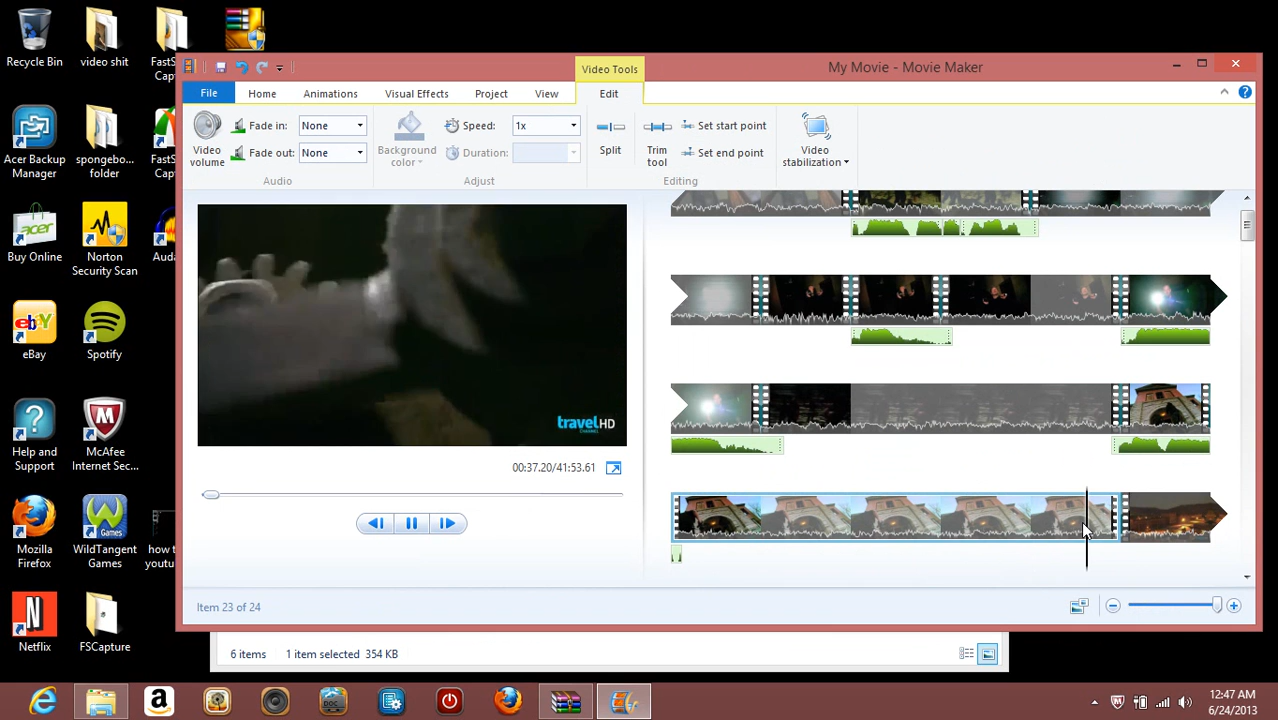 Recycle Bin
video shit
FastS
Capt
Acer Backup
Manager
spongebo...
folder
FastS
Capt
Buy Online
Norton
Security Scan
Auda
eBay
Spotify
Help and
Support
McAfee
Internet Sec...
Mozilla
Firefox
WildTangent
Games
how t
youtu
Netflix
FSCapture
Video Tools
My Movie - Movie Maker
File
Home
Animations
Visual Effects
Project
View
Edit
Video
volume
Fade in:
None
Fade out:
None
Audio
Background
color
Speed:
1x
Duration:
Adjust
Split
Trim
tool
Set start point
Set end point
Editing
Video
stabilization
travelHD
CHANNEL
00:37.20/41:53.61
Item 23 of 24
6 items
1 item selected 354 KB
12:47 AM
6/24/2013